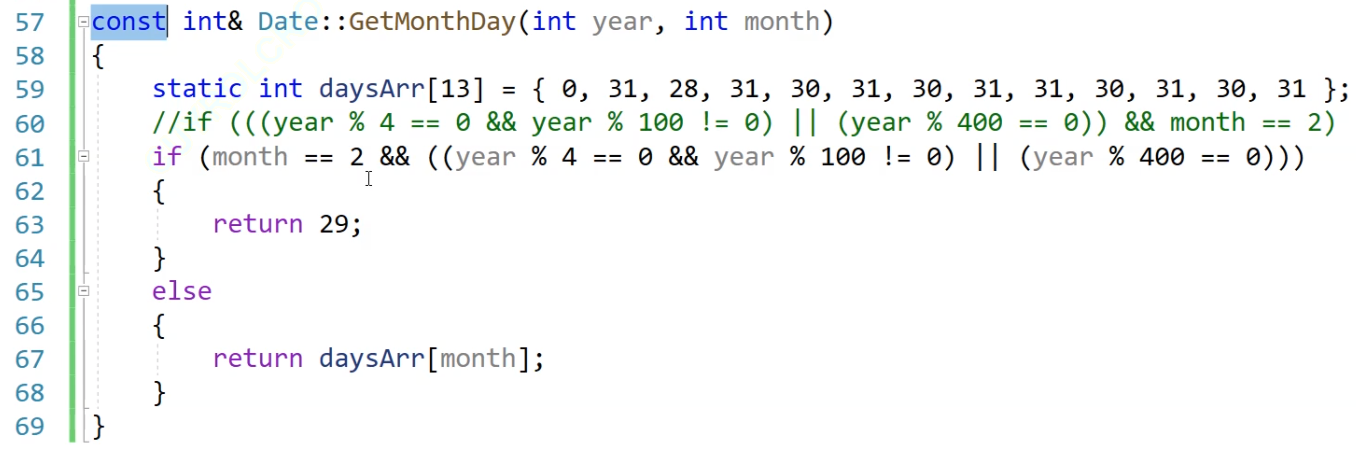 57 const int& Date::GetMonthDay(int year, int month)
58 {
59 static int daysArr[13] = { 0, 31, 28, 31, 30, 31, 30, 31, 31, 30, 31, 30, 31 };
60 //if (((year % 4 == 0 && year % 100 != 0) || (year % 400 == 0)) && month == 2)
61 if (month == 2 && ((year % 4 == 0 && year % 100 != 0) || (year % 400 == 0)))
62 {
63 return 29;
64 }
65 else
66 {
67 return daysArr[month];
68 }
69 }